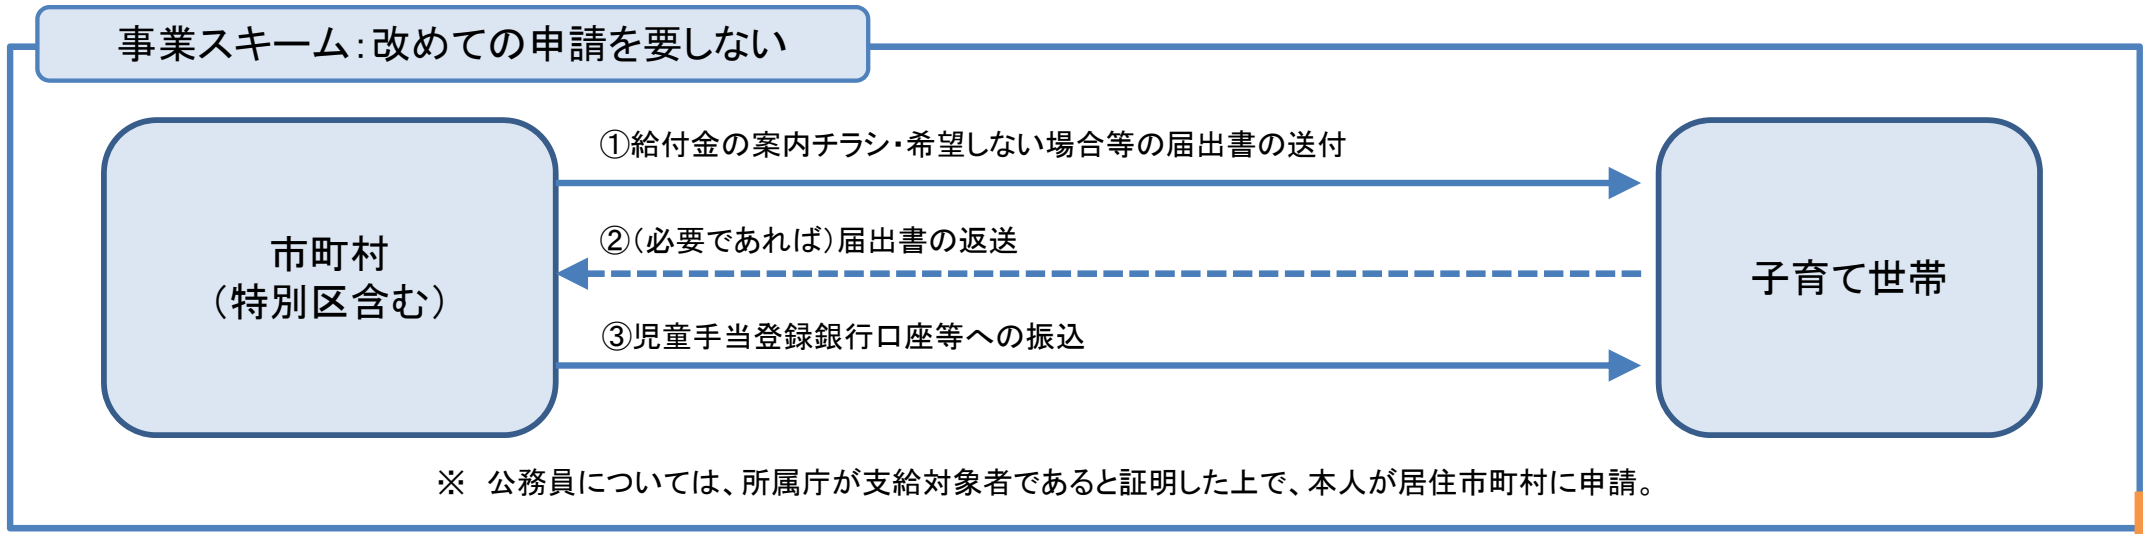 事業スキーム：改めての申請を要しない
①給付金の案内チラシ・希望しない場合等の届出書の送付
②（必要であれば）届出書の返送
市町村
（特別区含む）
子育て世帯
③児童手当登録銀行口座等への振込
※　公務員については、所属庁が支給対象者であると証明した上で、本人が居住市町村に申請。